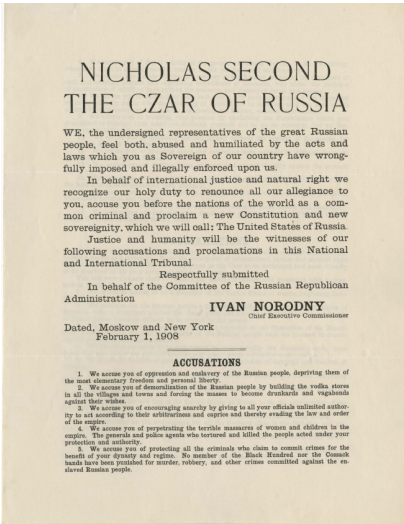 NICHOLAS SECOND
THE CZAR OF RUSSIA
WE, the undersigned representatives of the great Russian
people, feel both, abused and humiliated by the acts and
laws which you as Sovereign of our country have wrong-
fully imposed and illegally enforced upon us.
In behalf of international justice and natural right we
recognize our holy duty to renounce all our allegiance to
you, accuse you before the nations of the world as a com-
mon criminal and proclaim a new Constitution and new
sovereignity, which we will call: The United States of Russia.
Justice and humanity will be the witnesses of our
following accusations and proclamations in this National
and International Tribunal.
Respectfully submitted
In behalf of the Committee of the Russian Republican
Administration
IVAN NORODNY
Chief Executive Commissioner
Dated, Moskow and New York
February 1, 1908
ACCUSATIONS
1. We accuse you of oppression and enslavery of the Russian people, depriving them of
the most elementary freedom and personal liberty.
2. We accuse you of demoralization of the Russian people by building the vodka stores
in all the villages and towns and forcing the masses to become drunkards and vagabonds
against their wishes.
3. We accuse you of encouraging anarchy by giving to all your officials unlimited author-
ity to act according to their arbitrariness and caprice and thereby evading the law and order
of the empire.
4. We accuse you of perpetrating the terrible massacres of women and children in the
empire. The generals and police agents who tortured and killed the people acted under your
protection and authority.
5. We accuse you of protecting all the criminals who claim to commit crimes for the
benefit of your dynasty and regime. No member of the Black Hundred nor the Cossack
bands have been punished for murder, robbery, and other crimes committed against the en-
slaved Russian people.